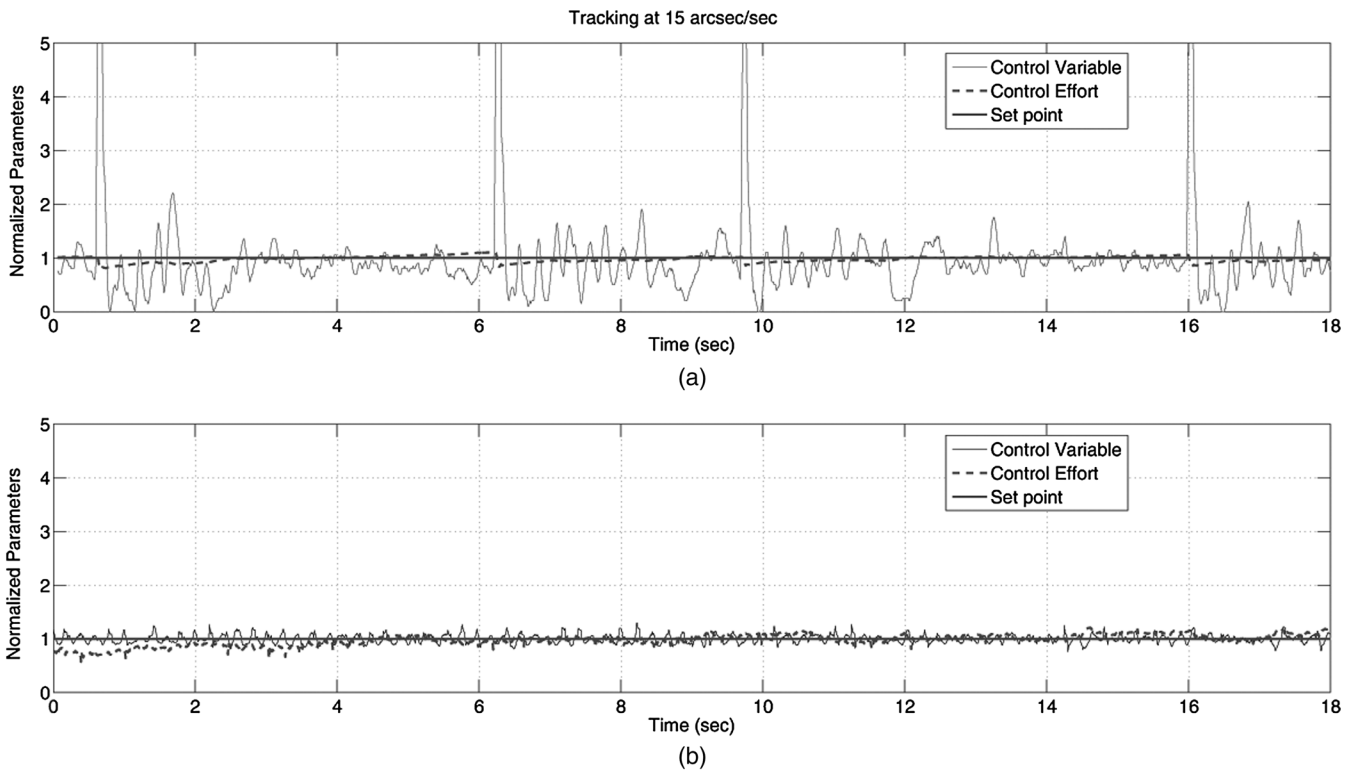 Tracking at 15 arcsec/sec
5
4
3
2
1
0
Normalized Parameters
Control Variable
Control Effort
Set point
0 2 4 6 8 10 12 14 16 18
Time (sec)
(a)
5
4
3
2
1
0
Normalized Parameters
Control Variable
Control Effort
Set point
0 2 4 6 8 10 12 14 16 18
Time (sec)
(b)